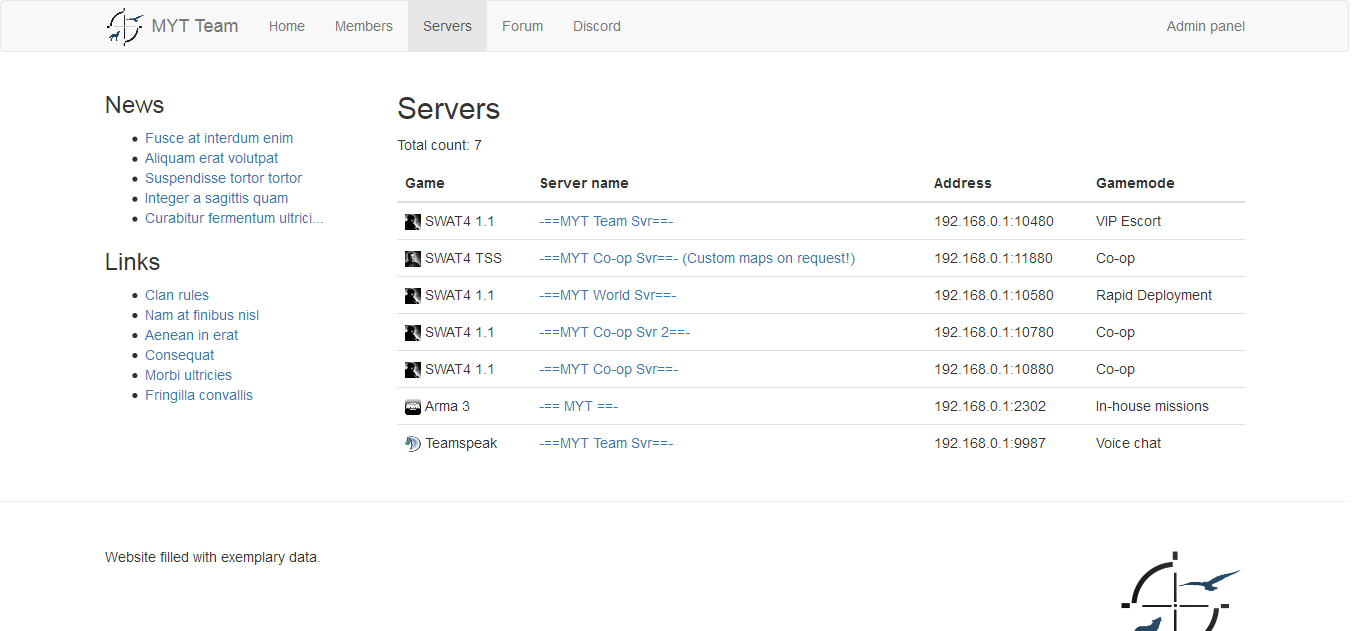 MYT Team Home Members Servers Forum Discord Admin panel
News
Fusce at interdum enim
Aliquam erat volutpat
Suspendisse tortor tortor
Integer a sagittis quam
Curabitur fermentum ultrici...
Links
Clan rules
Nam at finibus nisl
Aenean in erat
Consequat
Morbi ultricies
Fringilla convallis
Servers
Total count: 7
Game Server name Address Gamemode
SWAT4 1.1 -==MYT Team Svr==- 192.168.0.1:10480 VIP Escort
SWAT4 TSS -==MYT Co-op Svr==- (Custom maps on request!) 192.168.0.1:11880 Co-op
SWAT4 1.1 -==MYT World Svr==- 192.168.0.1:10580 Rapid Deployment
SWAT4 1.1 -==MYT Co-op Svr 2==- 192.168.0.1:10780 Co-op
SWAT4 1.1 -==MYT Co-op Svr==- 192.168.0.1:10880 Co-op
Arma 3 -== MYT ==- 192.168.0.1:2302 In-house missions
Teamspeak -==MYT Team Svr==- 192.168.0.1:9987 Voice chat
Website filled with exemplary data.